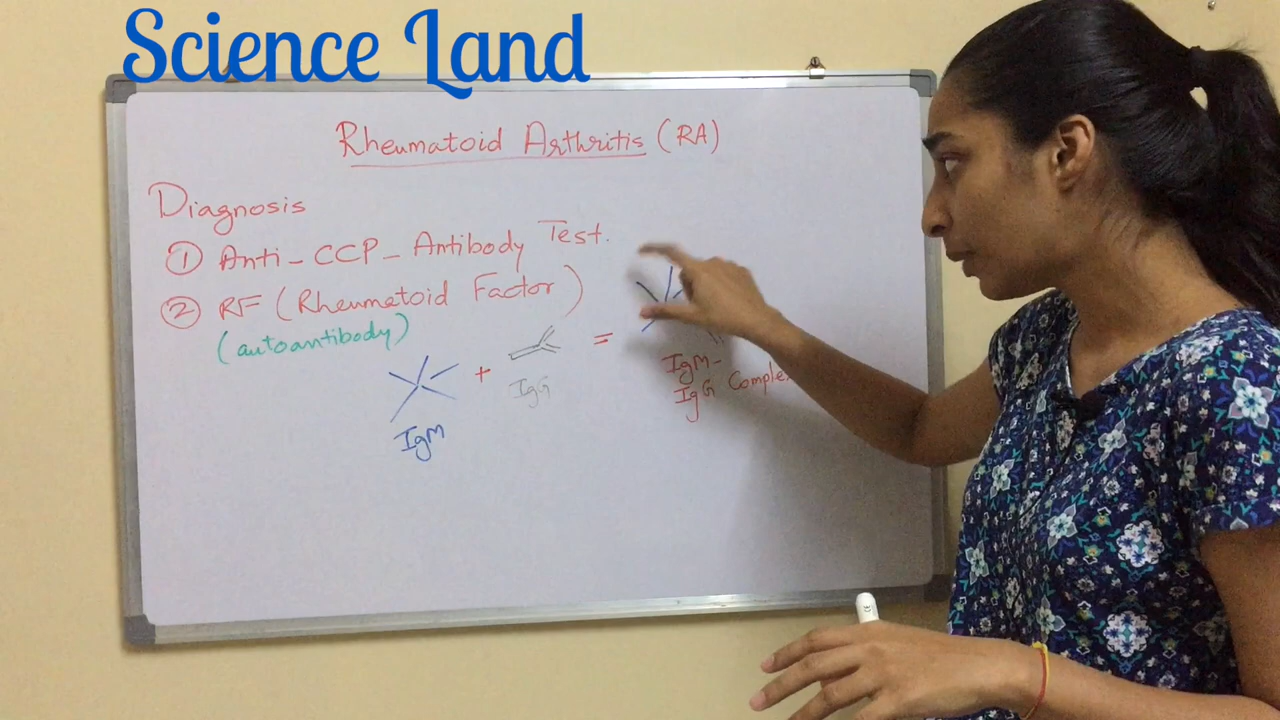 Science Land
Rheumatoid Arthritis (RA)
Diagnosis
① Anti-CCP-Antibody Test.
② RF (Rheumatoid Factor)
(autoantibody)
+ =
IgM
IgG
IgM-
IgG